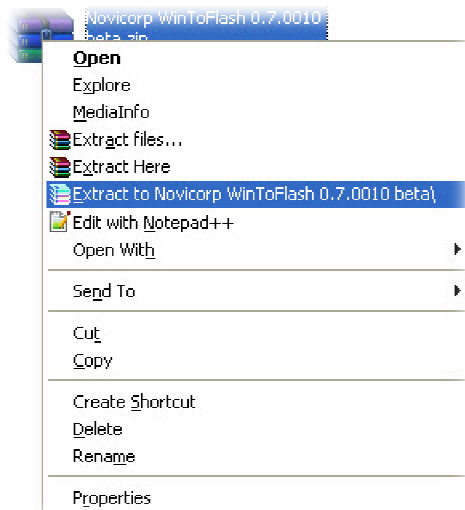 Novicorp WinToFlash 0.7.0010
beta.zip
Open
Explore
MediaInfo
Extract files...
Extract Here
Extract to Novicorp WinToFlash 0.7.0010 beta\
Edit with Notepad++
Open With
Send To
Cut
Copy
Create Shortcut
Delete
Rename
Properties